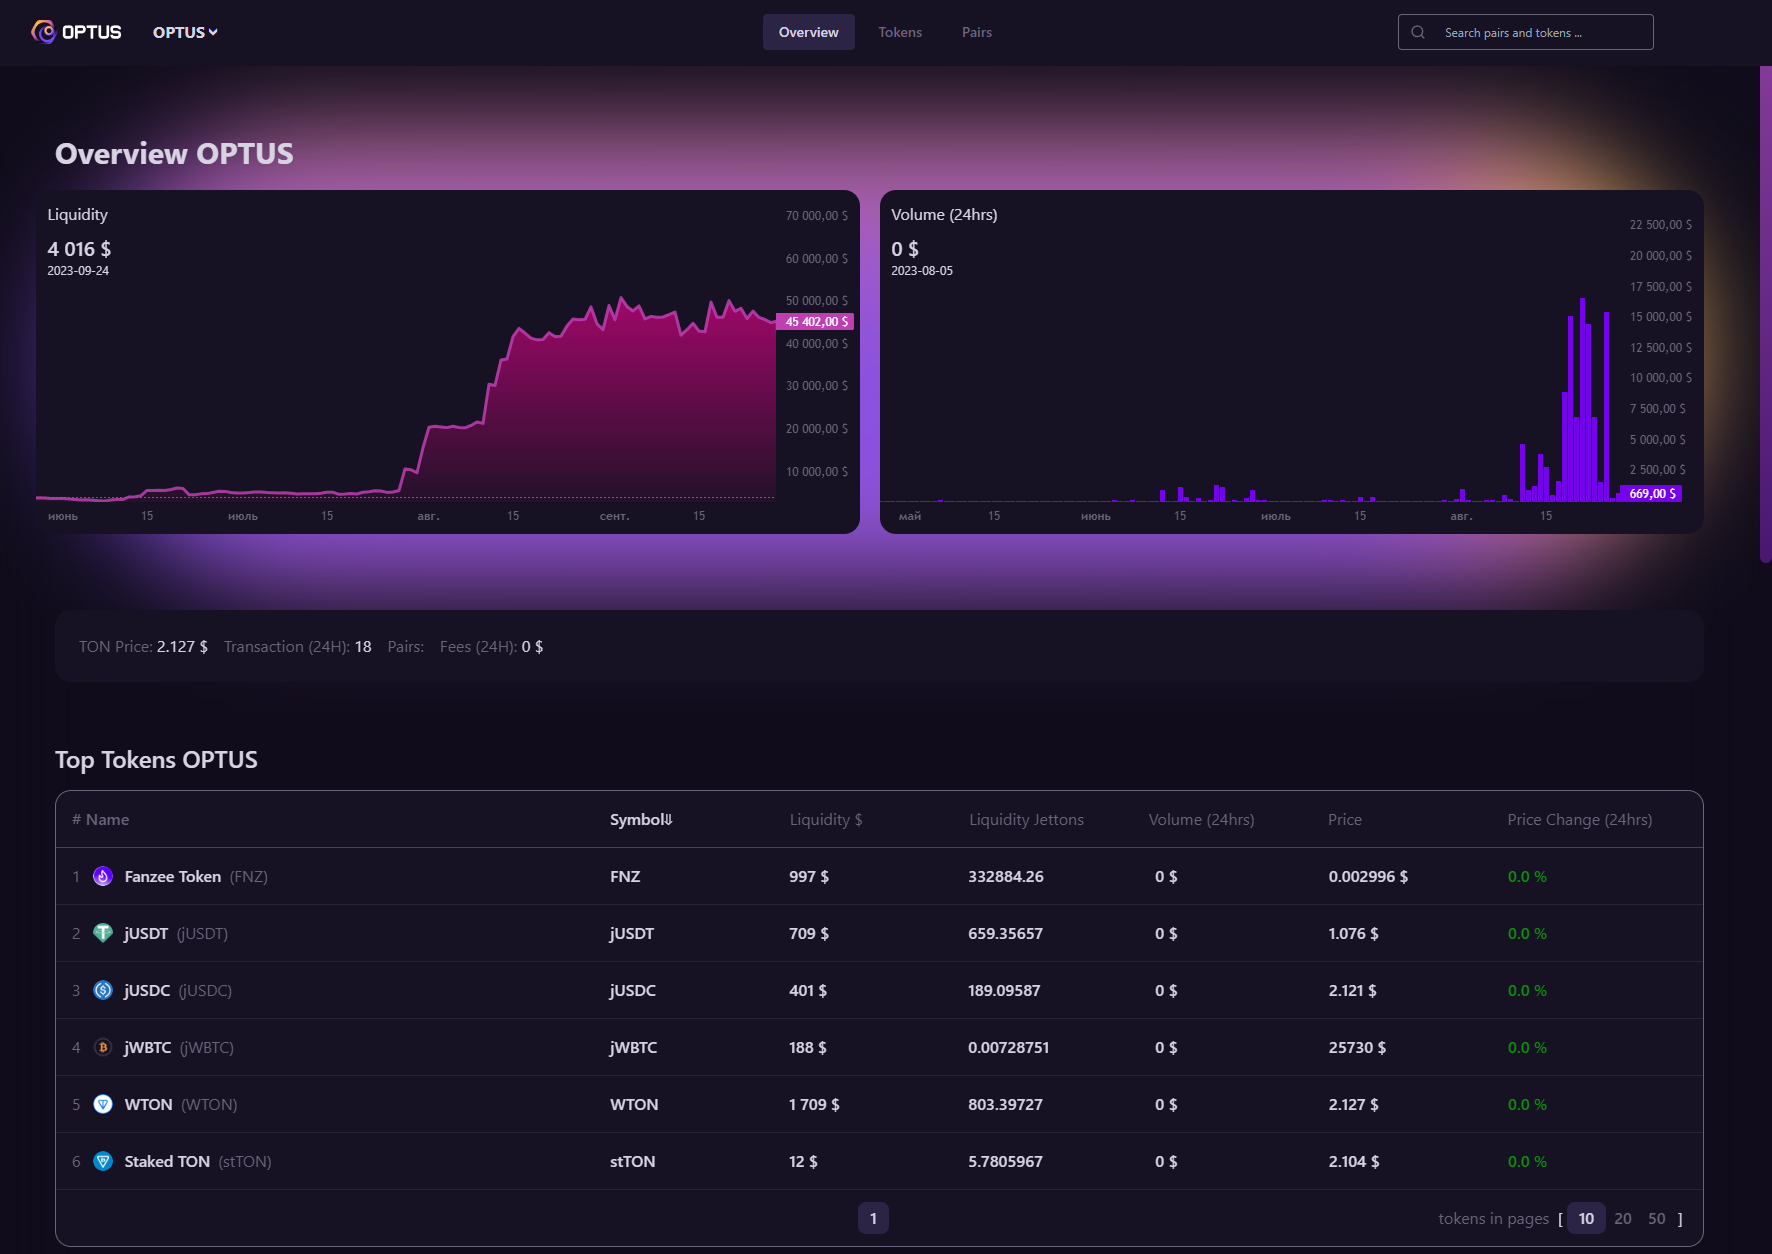 OPTUS OPTUS Overview Tokens Pairs Search pairs and tokens ...
Overview OPTUS
Liquidity
4 016 $
2023-09-24
70 000,00 $
60 000,00 $
50 000,00 $
45 402,00 $
40 000,00 $
30 000,00 $
20 000,00 $
10 000,00 $
июнь 15 июль 15 авг. 15 сент. 15
Volume (24hrs)
0 $
2023-08-05
22 500,00 $
20 000,00 $
17 500,00 $
15 000,00 $
12 500,00 $
10 000,00 $
7 500,00 $
5 000,00 $
2 500,00 $
669,00 $
май 15 июнь 15 июль 15 авг. 15
TON Price: 2.127 $ Transaction (24H): 18 Pairs: Fees (24H): 0 $
Top Tokens OPTUS
# Name Symbol⇓ Liquidity $ Liquidity Jettons Volume (24hrs) Price Price Change (24hrs)
1 Fanzee Token (FNZ) FNZ 997 $ 332884.26 0 $ 0.002996 $ 0.0 %
2 jUSDT (jUSDT) jUSDT 709 $ 659.35657 0 $ 1.076 $ 0.0 %
3 jUSDC (jUSDC) jUSDC 401 $ 189.09587 0 $ 2.121 $ 0.0 %
4 jWBTC (jWBTC) jWBTC 188 $ 0.00728751 0 $ 25730 $ 0.0 %
5 WTON (WTON) WTON 1 709 $ 803.39727 0 $ 2.127 $ 0.0 %
6 Staked TON (stTON) stTON 12 $ 5.7805967 0 $ 2.104 $ 0.0 %
1 tokens in pages [ 10 20 50 ]